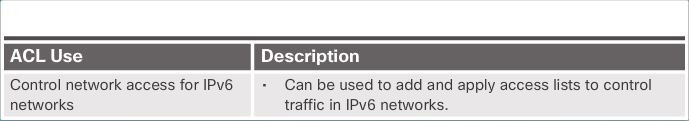 ACL Use
Description
Control network access for IPv6
networks
· Can be used to add and apply access lists to control
traffic in IPv6 networks.